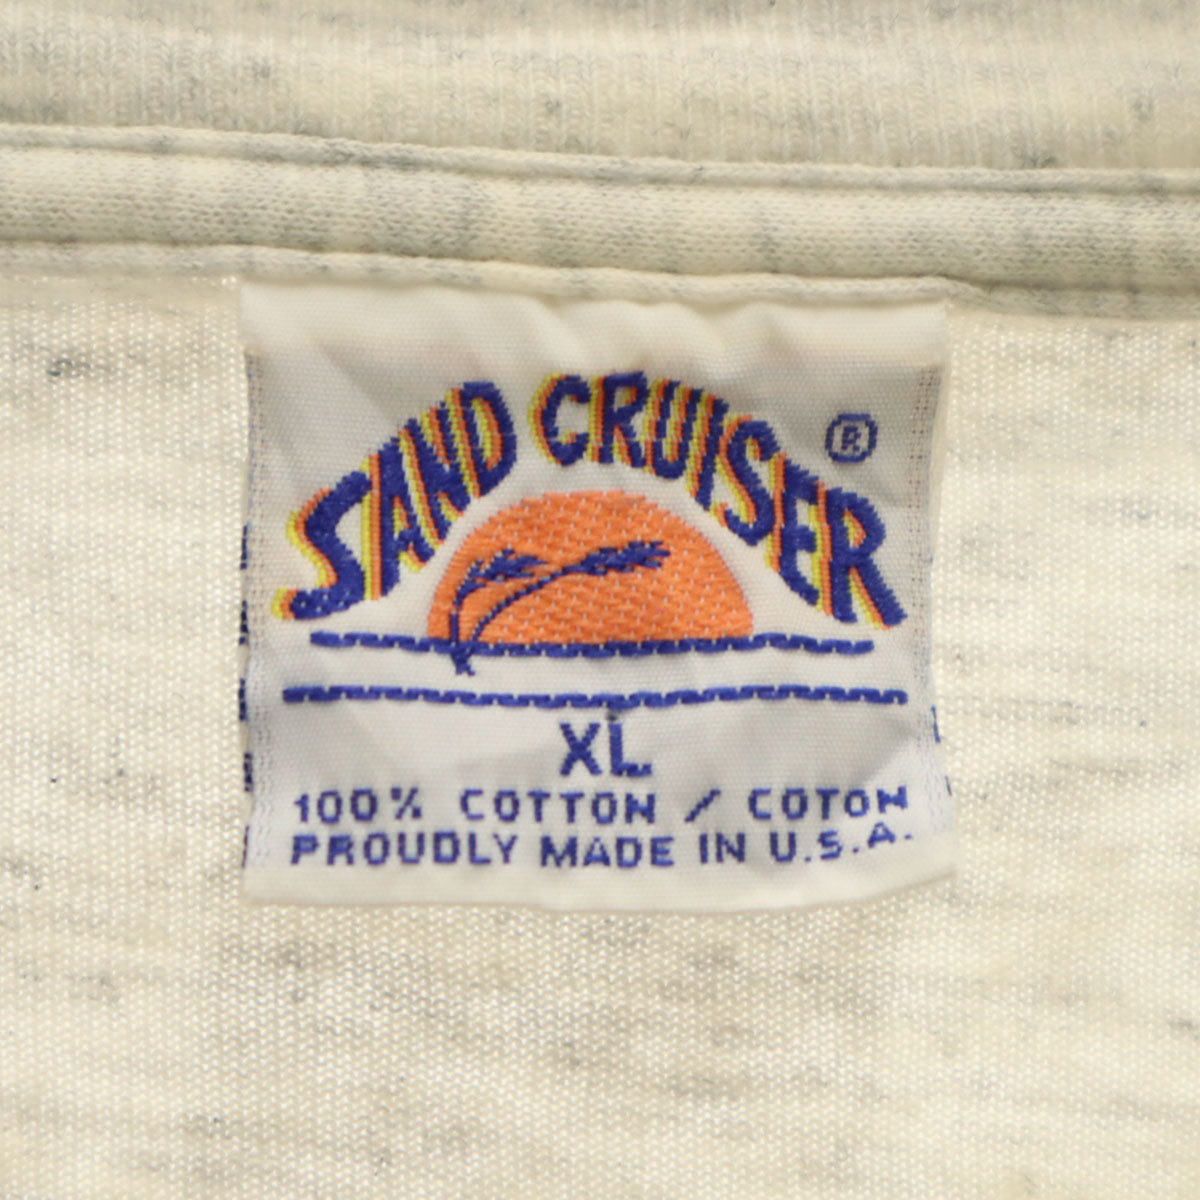 SAND CRUISER ®
XL
100% COTTON / COTON
PROUDLY MADE IN U.S.A.